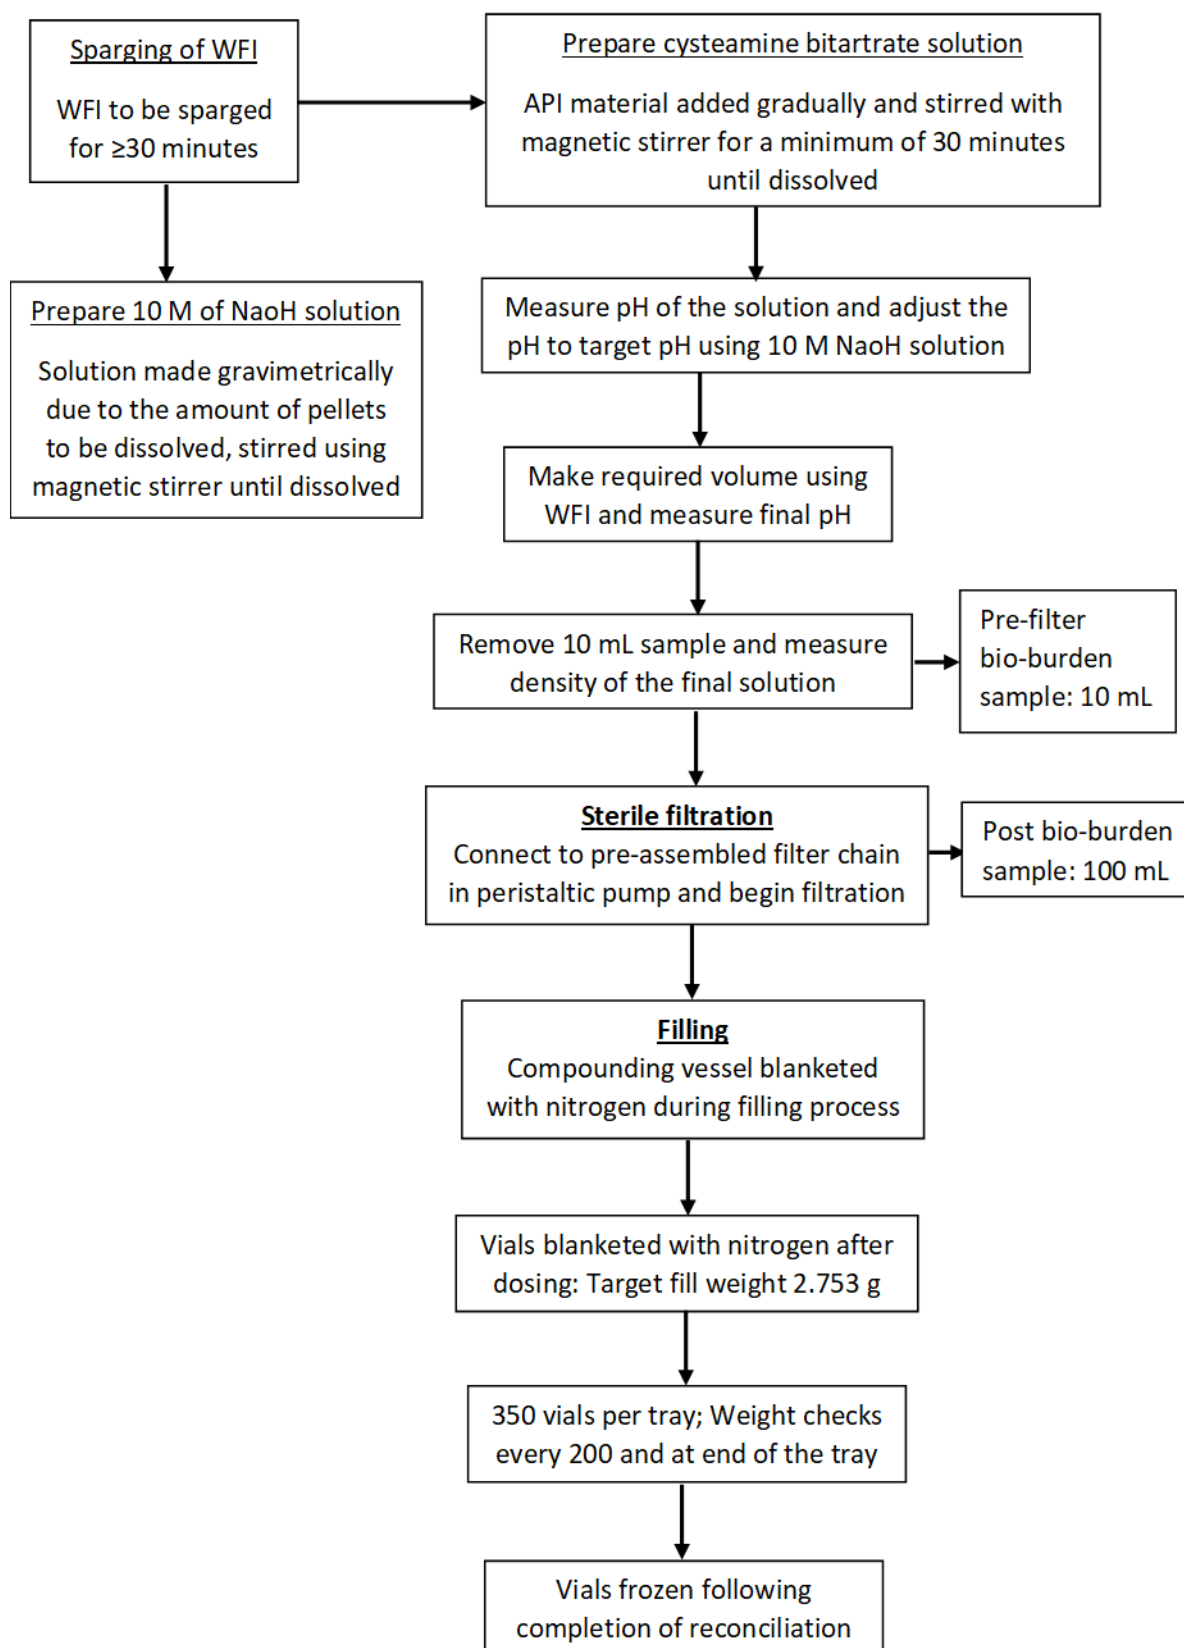 Sparging of WFI
WFI to be sparged
for ≥30 minutes
Prepare cysteamine bitartrate solution
API material added gradually and stirred with
magnetic stirrer for a minimum of 30 minutes
until dissolved
Prepare 10 M of NaoH solution
Solution made gravimetrically
due to the amount of pellets
to be dissolved, stirred using
magnetic stirrer until dissolved
Measure pH of the solution and adjust the
pH to target pH using 10 M NaoH solution
Make required volume using
WFI and measure final pH
Remove 10 mL sample and measure
density of the final solution
Pre-filter
bio-burden
sample: 10 mL
Sterile filtration
Connect to pre-assembled filter chain
in peristaltic pump and begin filtration
Post bio-burden
sample: 100 mL
Filling
Compounding vessel blanketed
with nitrogen during filling process
Vials blanketed with nitrogen after
dosing: Target fill weight 2.753 g
350 vials per tray; Weight checks
every 200 and at end of the tray
Vials frozen following
completion of reconciliation